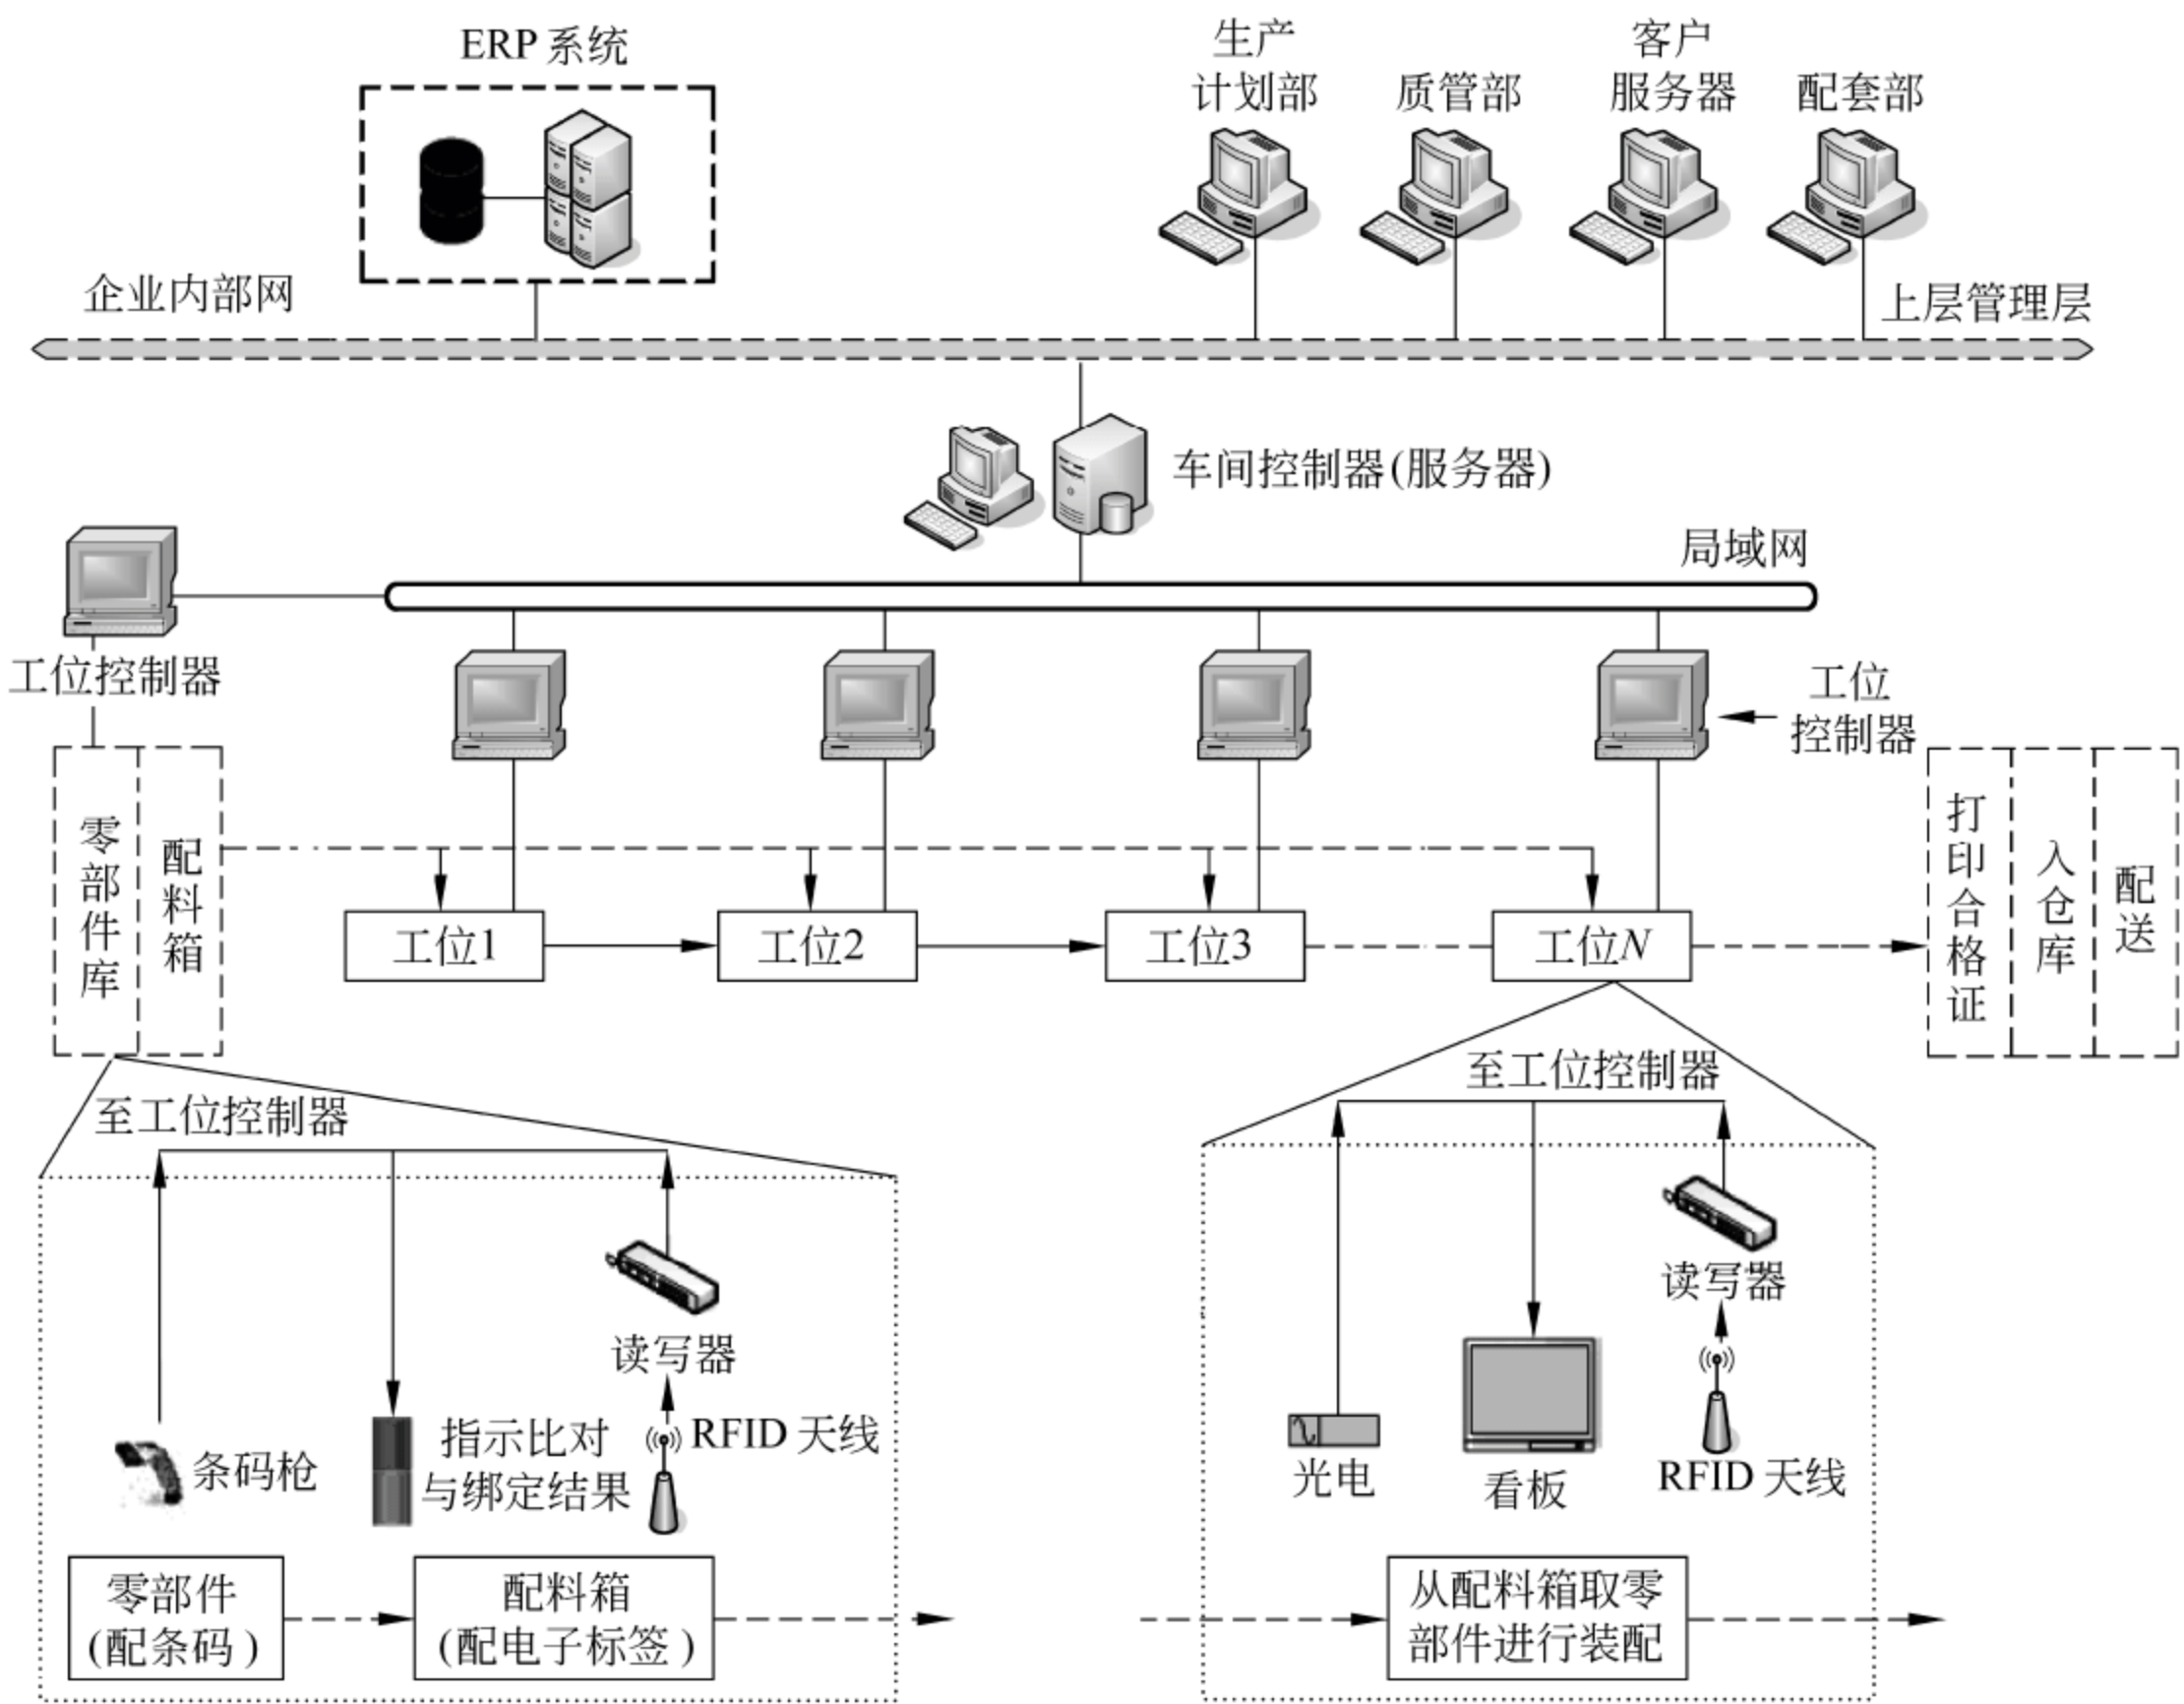 ERP 系统
生产
计划部
质管部
客户
服务器
配套部
企业内部网
上层管理层
车间控制器(服务器)
局域网
工位控制器
工位
控制器
零部件库
配料箱
工位1
工位2
工位3
工位N
打印合格证
入仓库
配送
至工位控制器
至工位控制器
读写器
读写器
条码枪
指示比对
与绑定结果
RFID 天线
光电
看板
RFID 天线
零部件
(配条码)
配料箱
(配电子标签)
从配料箱取零
部件进行装配